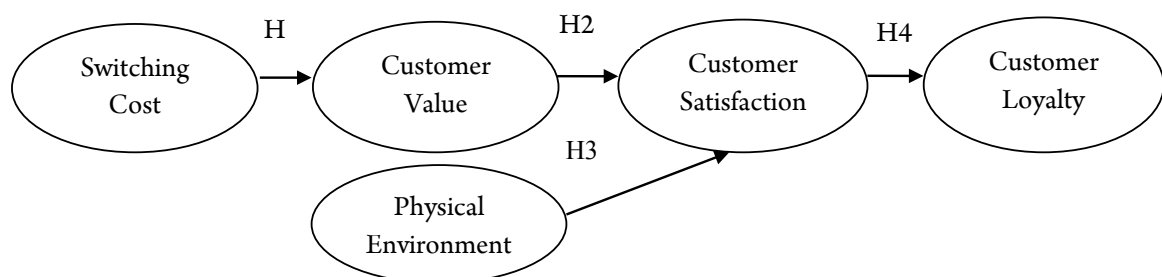 H
H2
H4
Switching
Cost
Customer
Value
Customer
Satisfaction
Customer
Loyalty
H3
Physical
Environment